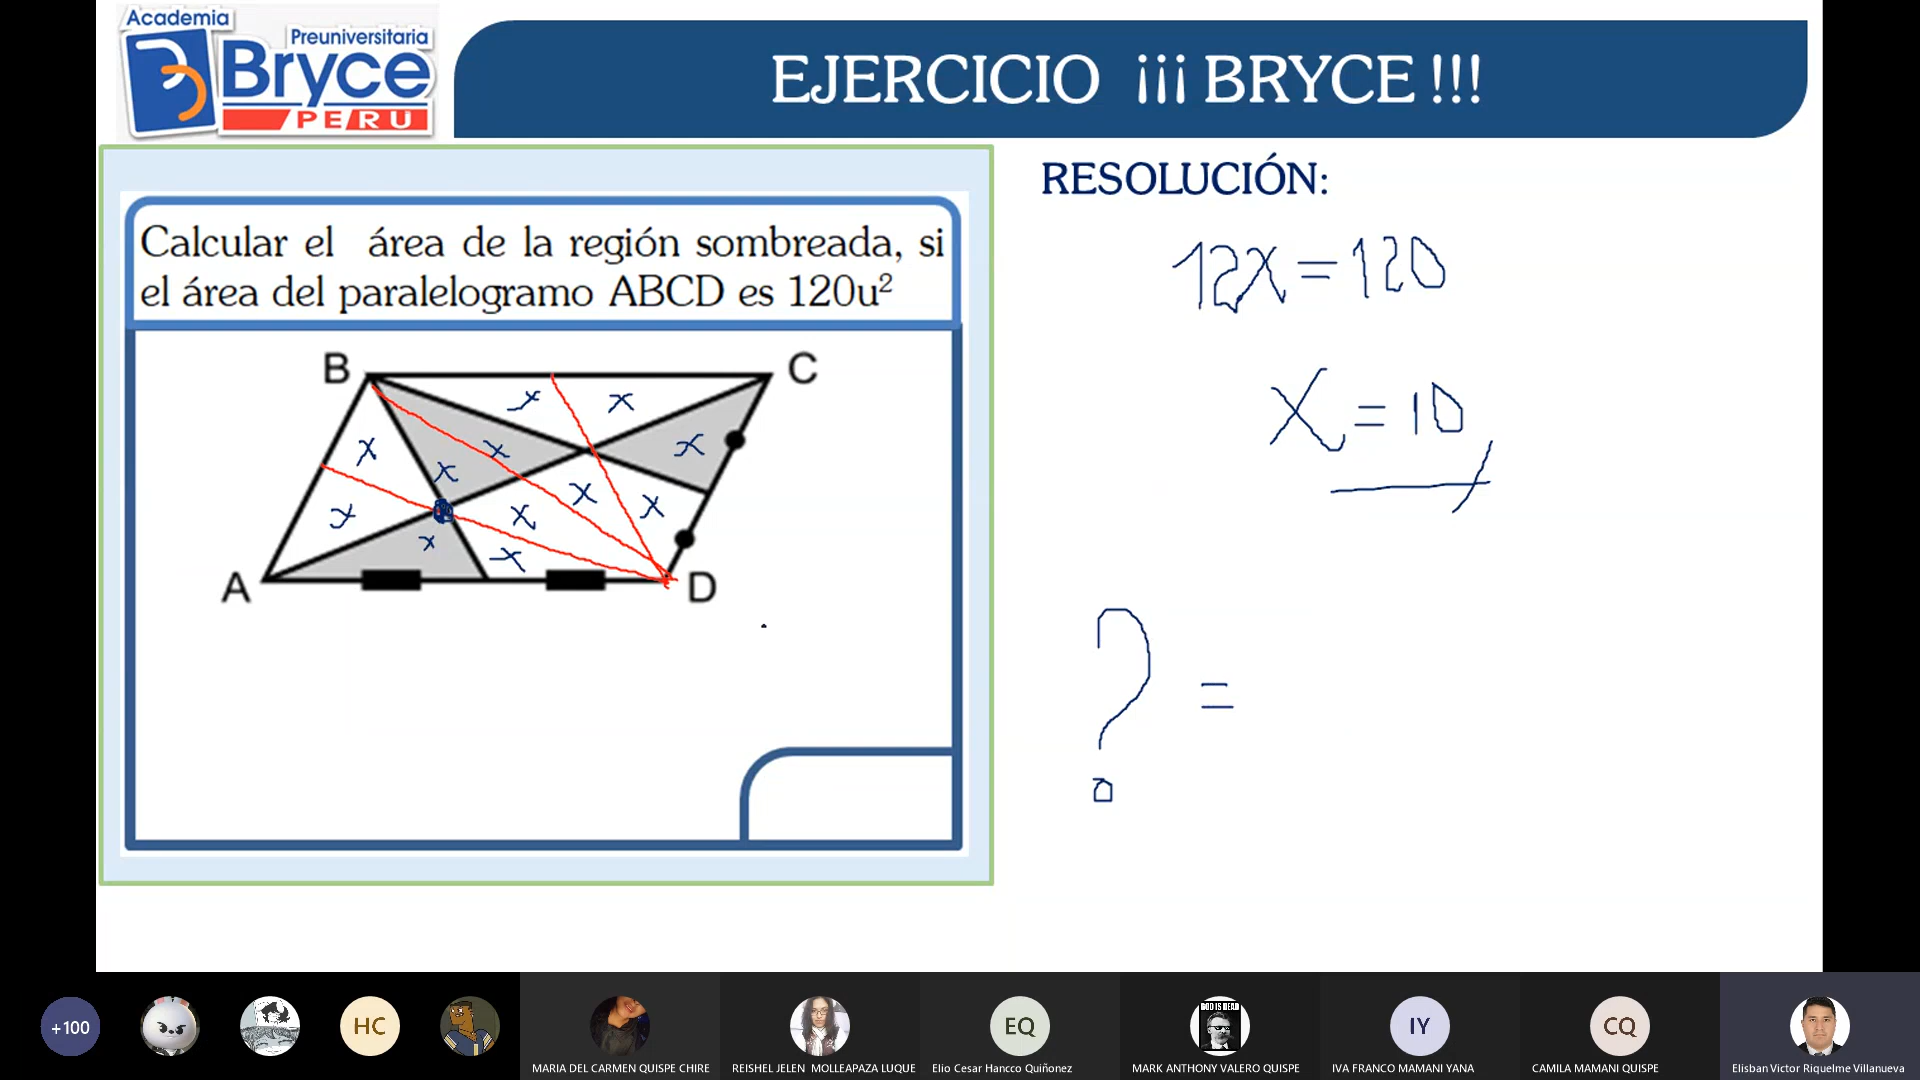 Academia
Preuniversitaria
Bryce
PERU
EJERCICIO ¡¡¡ BRYCE !!!
Calcular el área de la región sombreada, si
el área del paralelogramo ABCD es 120u²
RESOLUCIÓN:
12x = 120
x = 10
? =
B
C
A
D
x x
x x x x
x x x x
x x
+100
HC
EQ
GOD IS DEAD
IY
CQ
MARIA DEL CARMEN QUISPE CHIRE
REISHEL JELEN MOLLEAPAZA LUQUE
Elio Cesar Hancco Quiñonez
MARK ANTHONY VALERO QUISPE
IVA FRANCO MAMANI YANA
CAMILA MAMANI QUISPE
Elisban Victor Riquelme Villanueva